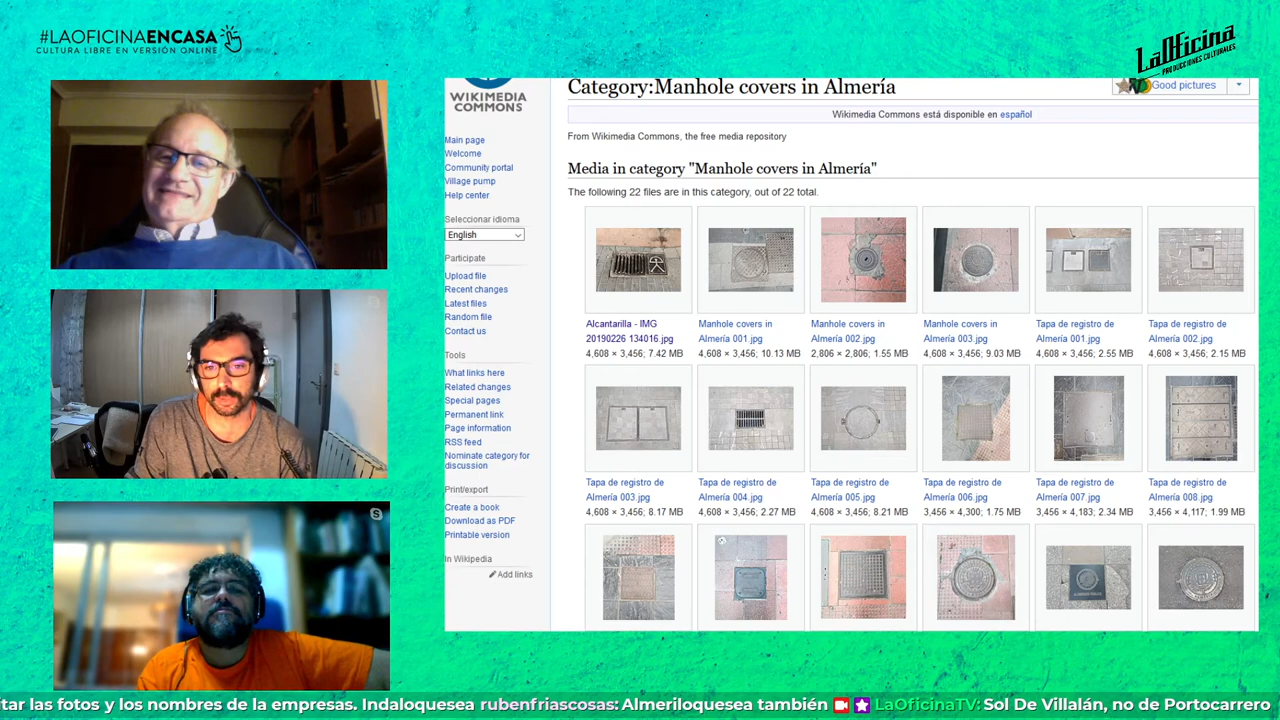 #LAOFICINAENCASA
CULTURA LIBRE EN VERSIÓN ONLINE
LaOficina
PRODUCCIONES CULTURALES
WIKIMEDIA
COMMONS
Main page
Welcome
Community portal
Village pump
Help center
Seleccionar idioma
English
Participate
Upload file
Recent changes
Latest files
Random file
Contact us
Tools
What links here
Related changes
Special pages
Permanent link
Page information
RSS feed
Nominate category for
discussion
Print/export
Create a book
Download as PDF
Printable version
In Wikipedia
Add links
Category:Manhole covers in Almería
Good pictures
Wikimedia Commons está disponible en español
From Wikimedia Commons, the free media repository
Media in category "Manhole covers in Almería"
The following 22 files are in this category, out of 22 total.
Alcantarilla - IMG
20190226 134016.jpg
4,608 × 3,456; 7.42 MB
Manhole covers in
Almería 001.jpg
4,608 × 3,456; 10.13 MB
Manhole covers in
Almería 002.jpg
2,806 × 2,806; 1.55 MB
Manhole covers in
Almería 003.jpg
4,608 × 3,456; 9.03 MB
Tapa de registro de
Almería 001.jpg
4,608 × 3,456; 2.55 MB
Tapa de registro de
Almería 002.jpg
4,608 × 3,456; 2.15 MB
Tapa de registro de
Almería 003.jpg
4,608 × 3,456; 8.17 MB
Tapa de registro de
Almería 004.jpg
4,608 × 3,456; 2.27 MB
Tapa de registro de
Almería 005.jpg
4,608 × 3,456; 8.21 MB
Tapa de registro de
Almería 006.jpg
3,456 × 4,300; 1.75 MB
Tapa de registro de
Almería 007.jpg
3,456 × 4,183; 2.34 MB
Tapa de registro de
Almería 008.jpg
3,456 × 4,117; 1.99 MB
itar las fotos y los nombres de la empresas. Indaloquesea rubenfriascosas: Almeriloquesea también LaOficinaTV: Sol De Villalán, no de Portocarrero